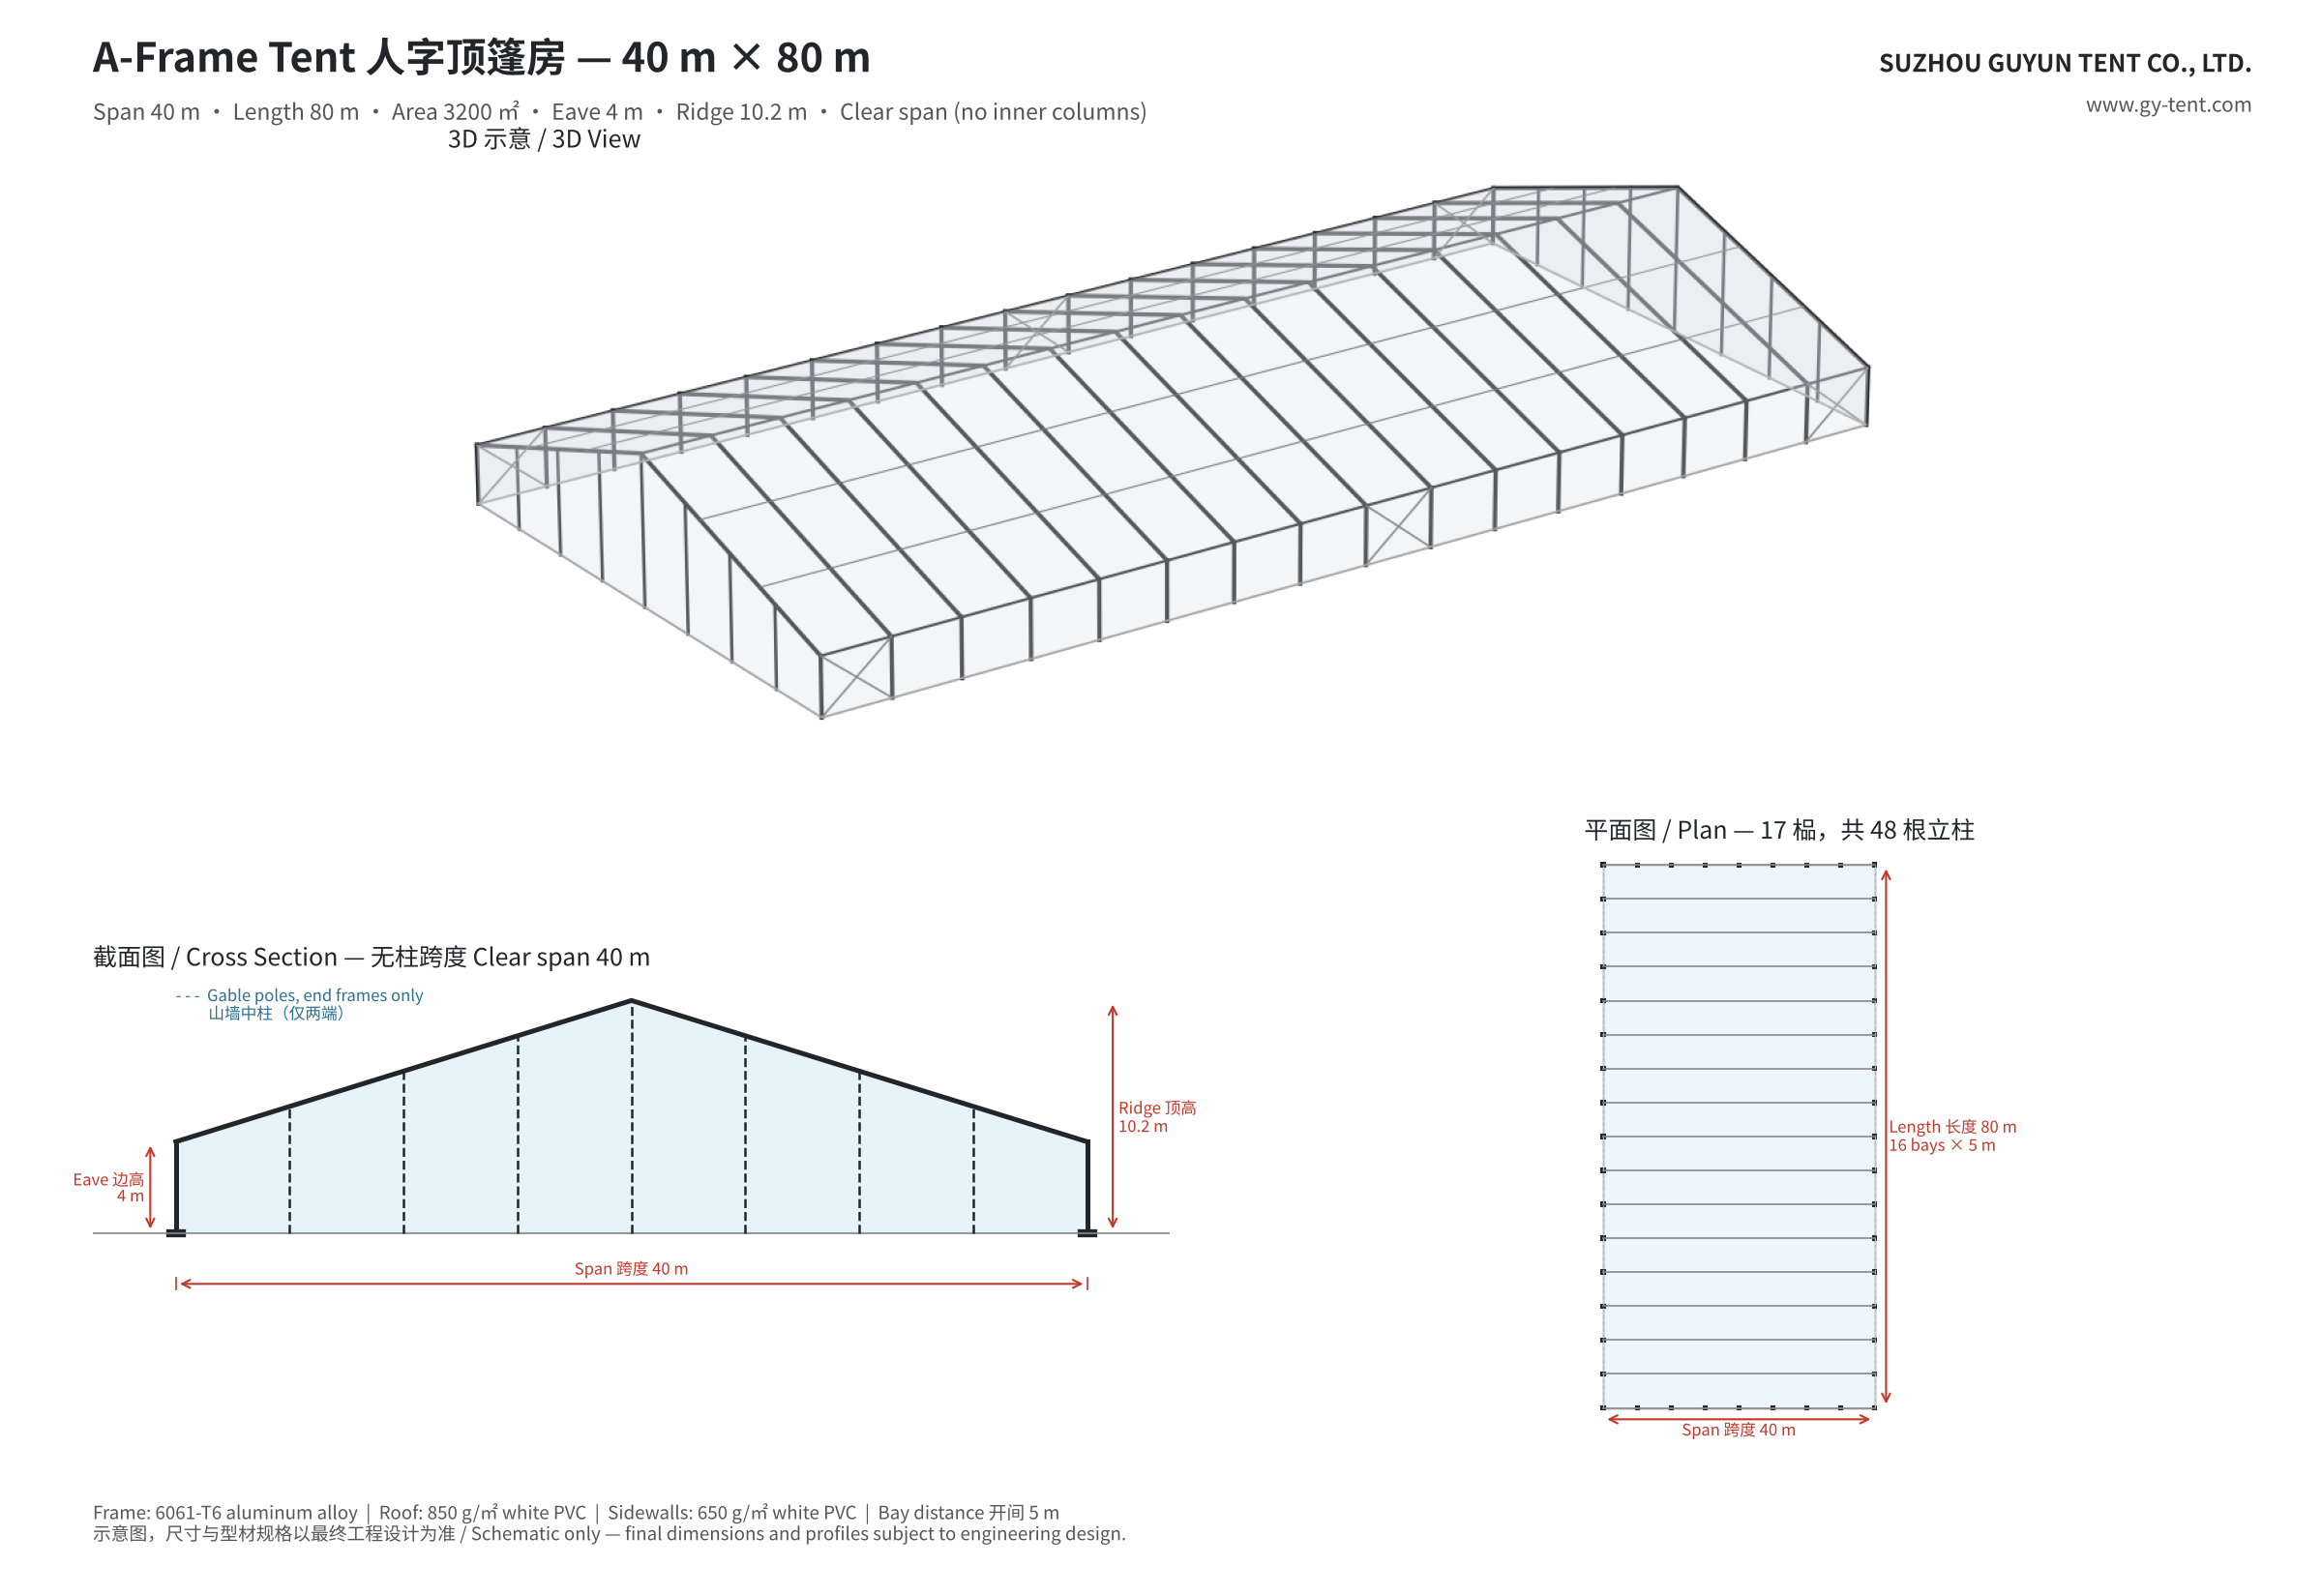 A-Frame Tent 人字顶篷房 — 40 m × 80 m
SUZHOU GUYUN TENT CO., LTD.
Span 40 m · Length 80 m · Area 3200 ㎡ · Eave 4 m · Ridge 10.2 m · Clear span (no inner columns)
www.gy-tent.com
3D 示意 / 3D View
平面图 / Plan — 17 榀，共 48 根立柱
截面图 / Cross Section — 无柱跨度 Clear span 40 m
--- Gable poles, end frames only
山墙中柱（仅两端）
Ridge 顶高
10.2 m
Eave 边高
4 m
Span 跨度 40 m
Length 长度 80 m
16 bays × 5 m
Span 跨度 40 m
Frame: 6061-T6 aluminum alloy | Roof: 850 g/㎡ white PVC | Sidewalls: 650 g/㎡ white PVC | Bay distance 开间 5 m
示意图，尺寸与型材规格以最终工程设计为准 / Schematic only — final dimensions and profiles subject to engineering design.